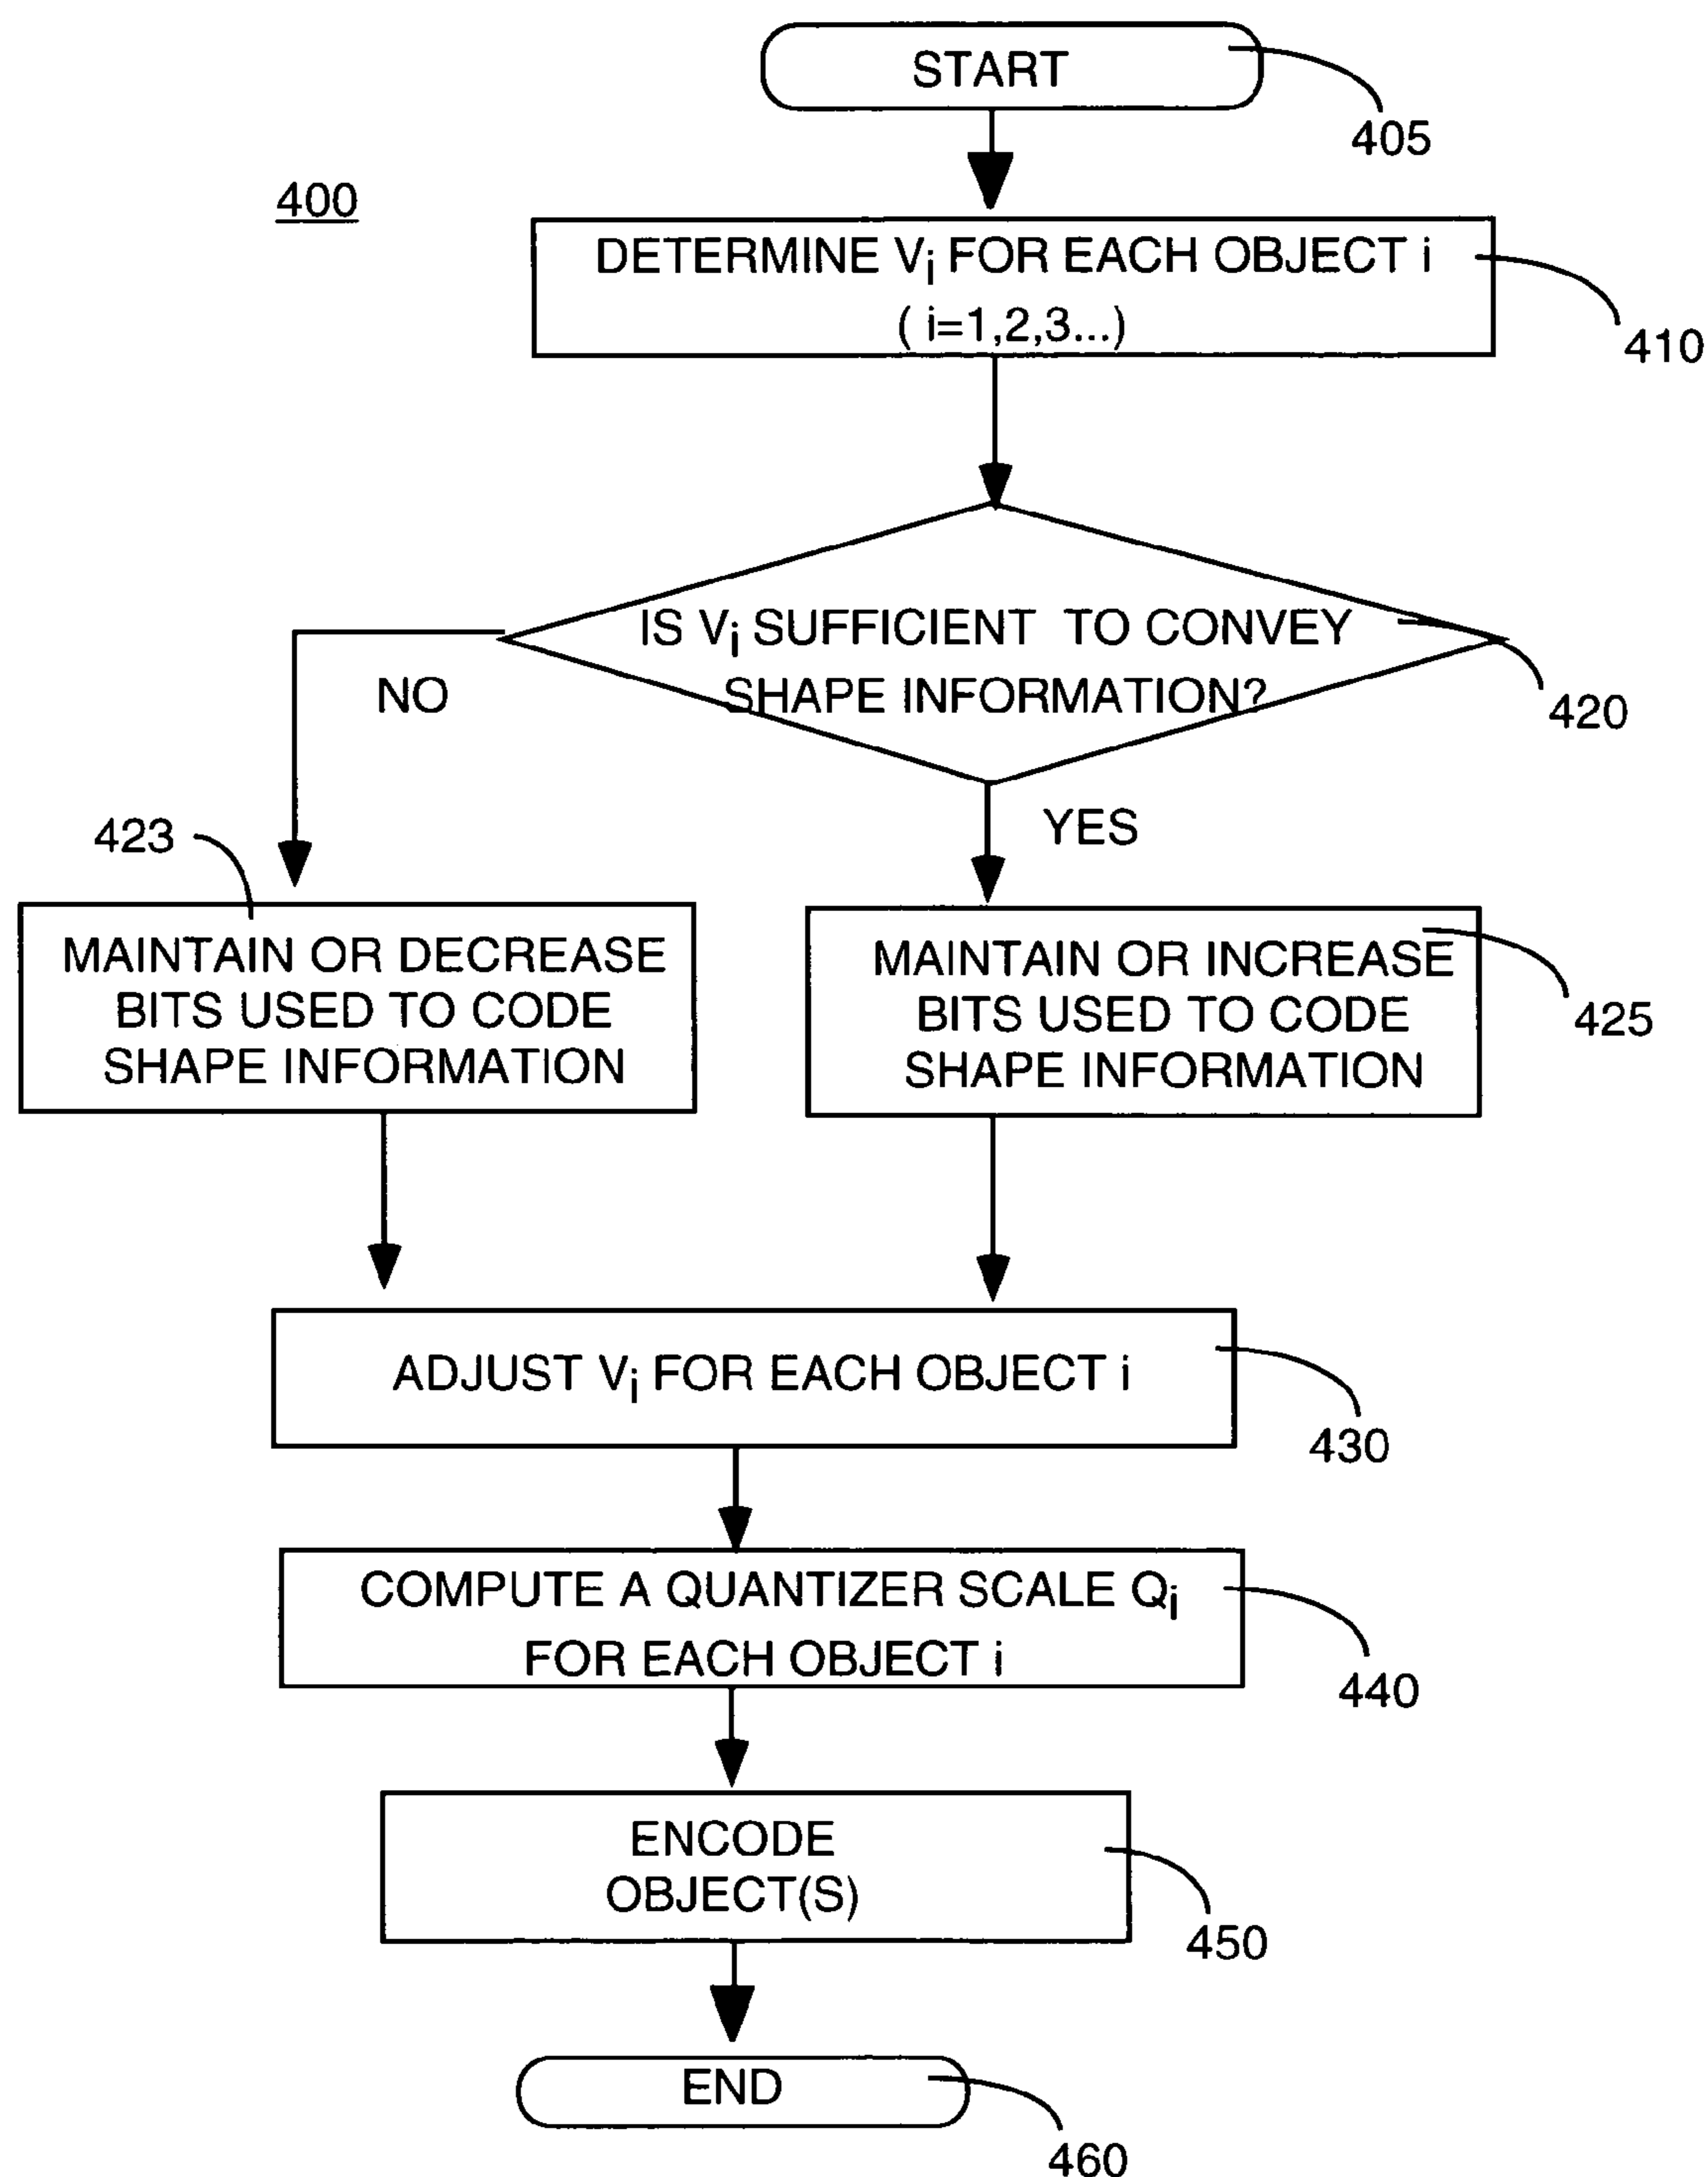 START
405
400
DETERMINE Vi FOR EACH OBJECT i
( i=1,2,3...)
410
IS Vi SUFFICIENT TO CONVEY
SHAPE INFORMATION?
420
NO
YES
423
MAINTAIN OR DECREASE
BITS USED TO CODE
SHAPE INFORMATION
MAINTAIN OR INCREASE
BITS USED TO CODE
SHAPE INFORMATION
425
ADJUST Vi FOR EACH OBJECT i
430
COMPUTE A QUANTIZER SCALE Qi
FOR EACH OBJECT i
440
ENCODE
OBJECT(S)
450
END
460